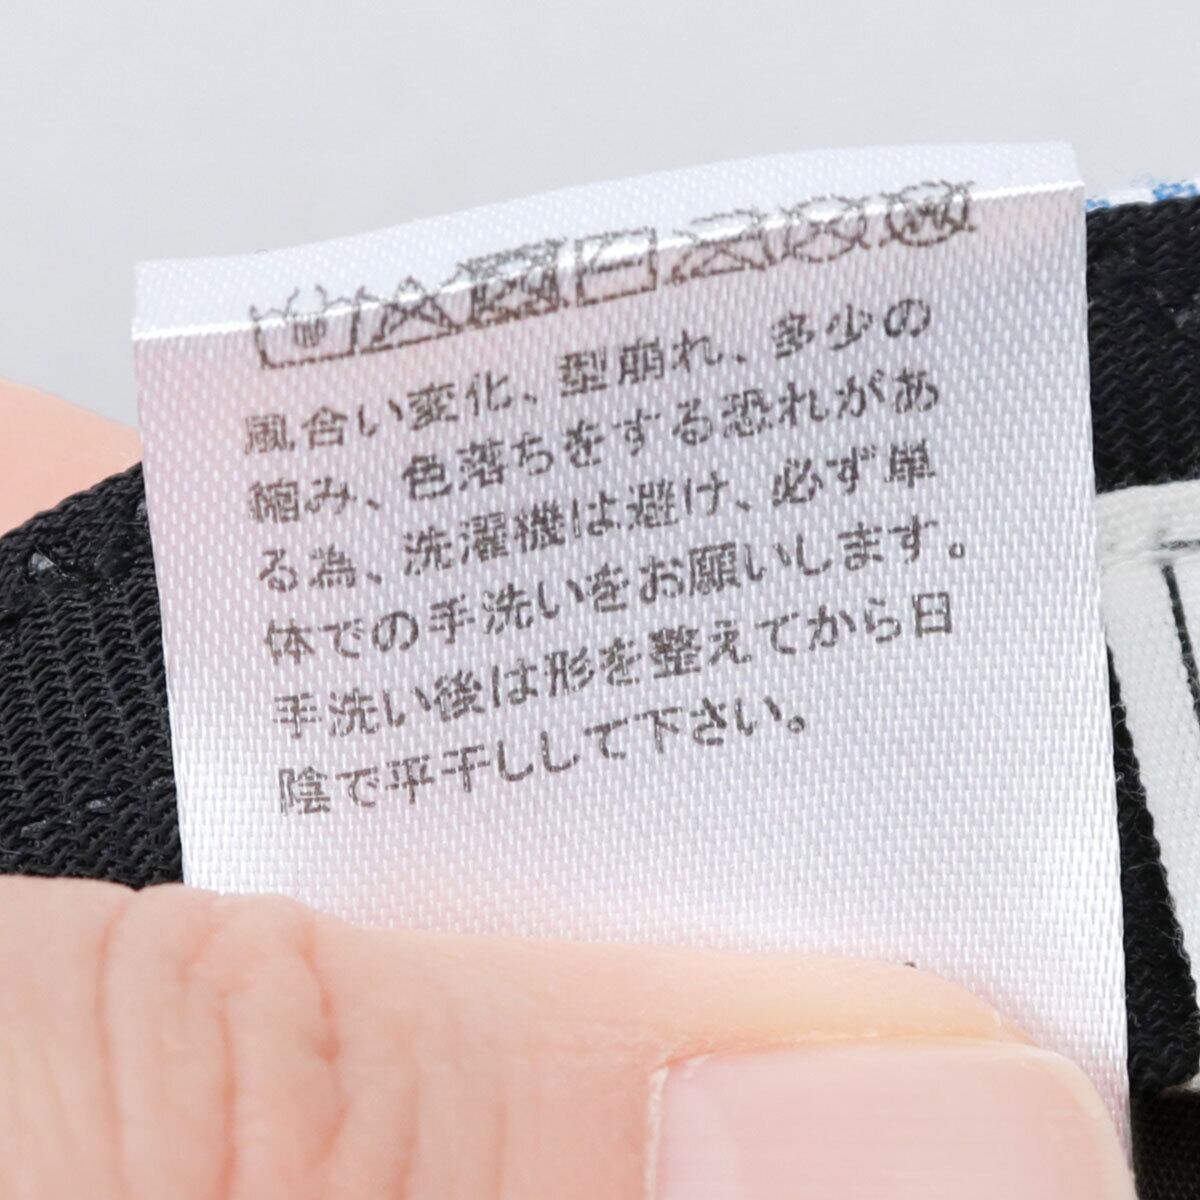 風合い変化、型崩れ、多少の
縮み、色落ちをする恐れがあ
る為、洗濯機は避け、必ず単
体での手洗いをお願いします。
手洗い後は形を整えてから日
陰で平干しして下さい。